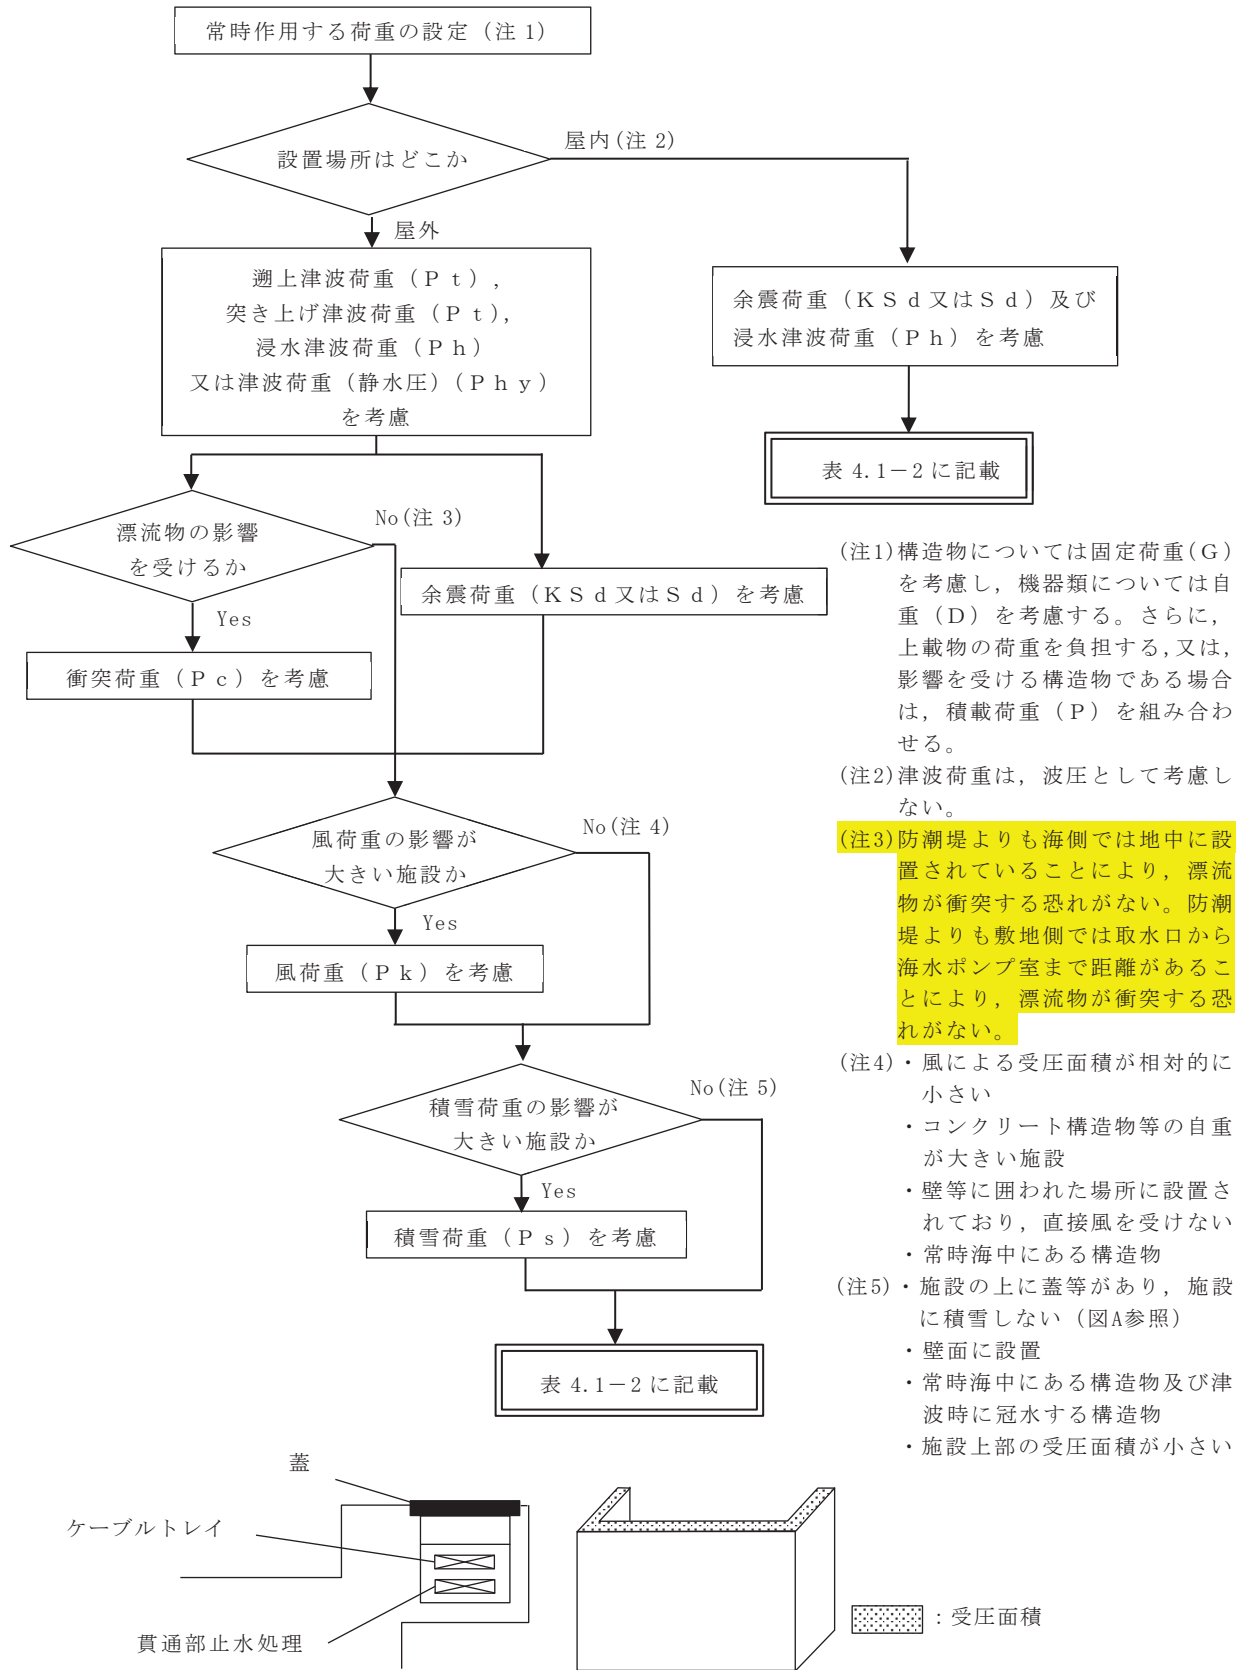 常時作用する荷重の設定（注 1）
設置場所はどこか
屋内(注 2)
屋外
遡上津波荷重（Ｐｔ），
突き上げ津波荷重（Ｐｔ），
浸水津波荷重（Ｐｈ）
又は津波荷重（静水圧）（Ｐｈｙ）
を考慮
余震荷重（ＫＳｄ又はＳｄ）及び
浸水津波荷重（Ｐｈ）を考慮
表 4.1－2 に記載
漂流物の影響
を受けるか
No(注 3)
Yes
余震荷重（ＫＳｄ又はＳｄ）を考慮
衝突荷重（Ｐｃ）を考慮
風荷重の影響が
大きい施設か
No(注 4)
Yes
風荷重（Ｐｋ）を考慮
積雪荷重の影響が
大きい施設か
No(注 5)
Yes
積雪荷重（Ｐｓ）を考慮
表 4.1－2 に記載
(注1)構造物については固定荷重(Ｇ)
を考慮し，機器類については自
重（Ｄ）を考慮する。さらに，
上載物の荷重を負担する,又は,
影響を受ける構造物である場合
は，積載荷重（Ｐ）を組み合わ
せる。
(注2)津波荷重は，波圧として考慮し
ない。
(注3)防潮堤よりも海側では地中に設
置されていることにより，漂流
物が衝突する恐れがない。防潮
堤よりも敷地側では取水口から
海水ポンプ室まで距離があるこ
とにより，漂流物が衝突する恐
れがない。
(注4)・風による受圧面積が相対的に
小さい
・コンクリート構造物等の自重
が大きい施設
・壁等に囲われた場所に設置さ
れており，直接風を受けない
・常時海中にある構造物
(注5)・施設の上に蓋等があり，施設
に積雪しない（図A参照）
・壁面に設置
・常時海中にある構造物及び津
波時に冠水する構造物
・施設上部の受圧面積が小さい
蓋
ケーブルトレイ
貫通部止水処理
：受圧面積